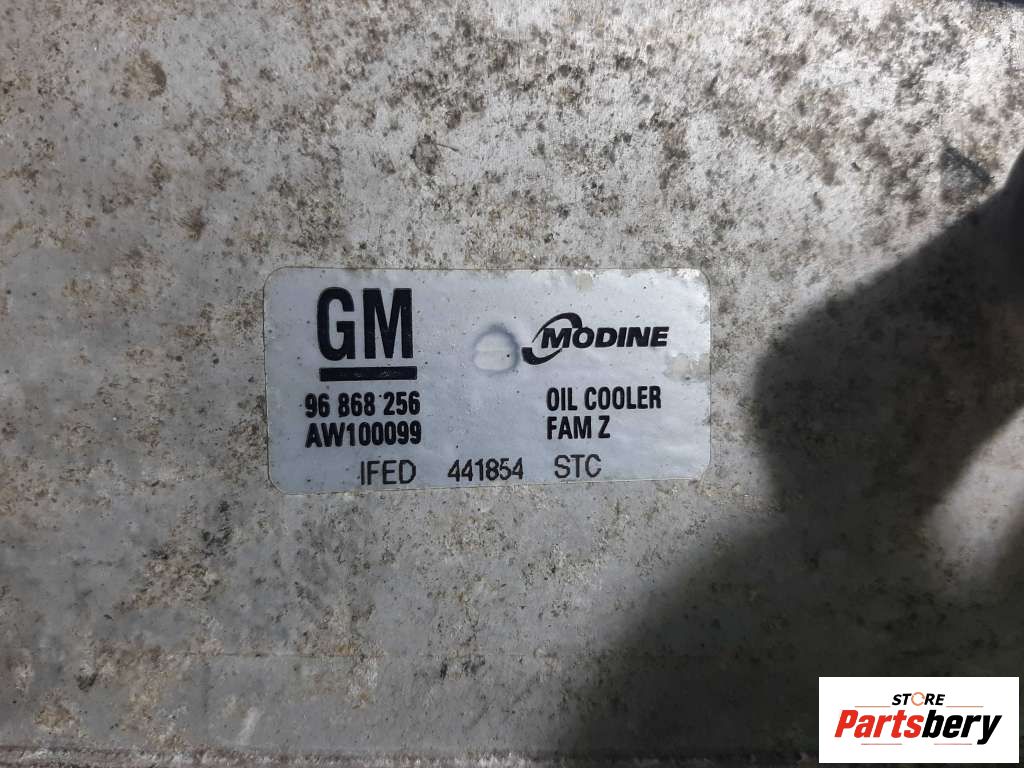 GM
MODINE
96 868 256
AW100099
OIL COOLER
FAM Z
IFED 441854 STC
STORE
Partsbery